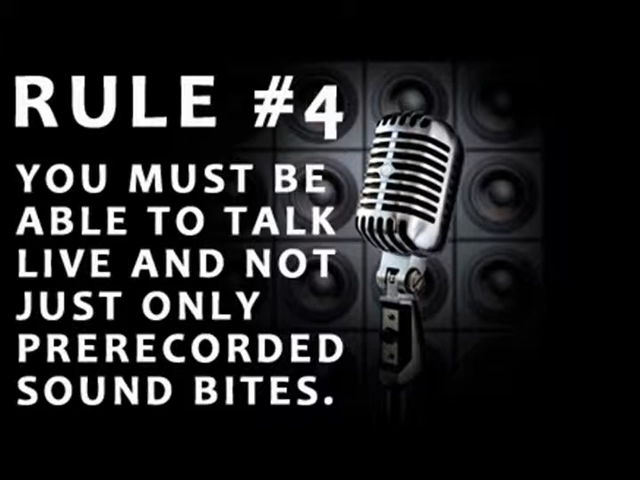 RULE #4
YOU MUST BE
ABLE TO TALK
LIVE AND NOT
JUST ONLY
PRERECORDED
SOUND BITES.